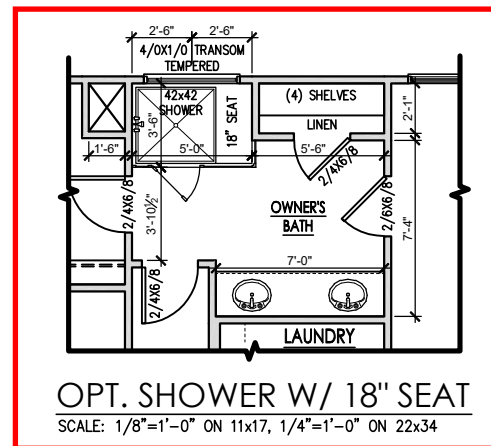 2'-6" 2'-6"
4/0X1/0 TRANSOM
TEMPERED
42x42
SHOWER
3'-6"
18" SEAT
(4) SHELVES
LINEN
2'-1"
1'-6"
5'-0"
5'-6"
2/4X6/8
2/4X6/8
2/6X6/8
OWNER'S
BATH
3'-10½"
7'-4"
7'-0"
2/4X6/8
LAUNDRY
OPT. SHOWER W/ 18" SEAT
SCALE: 1/8"=1'-0" ON 11x17, 1/4"=1'-0" ON 22x34